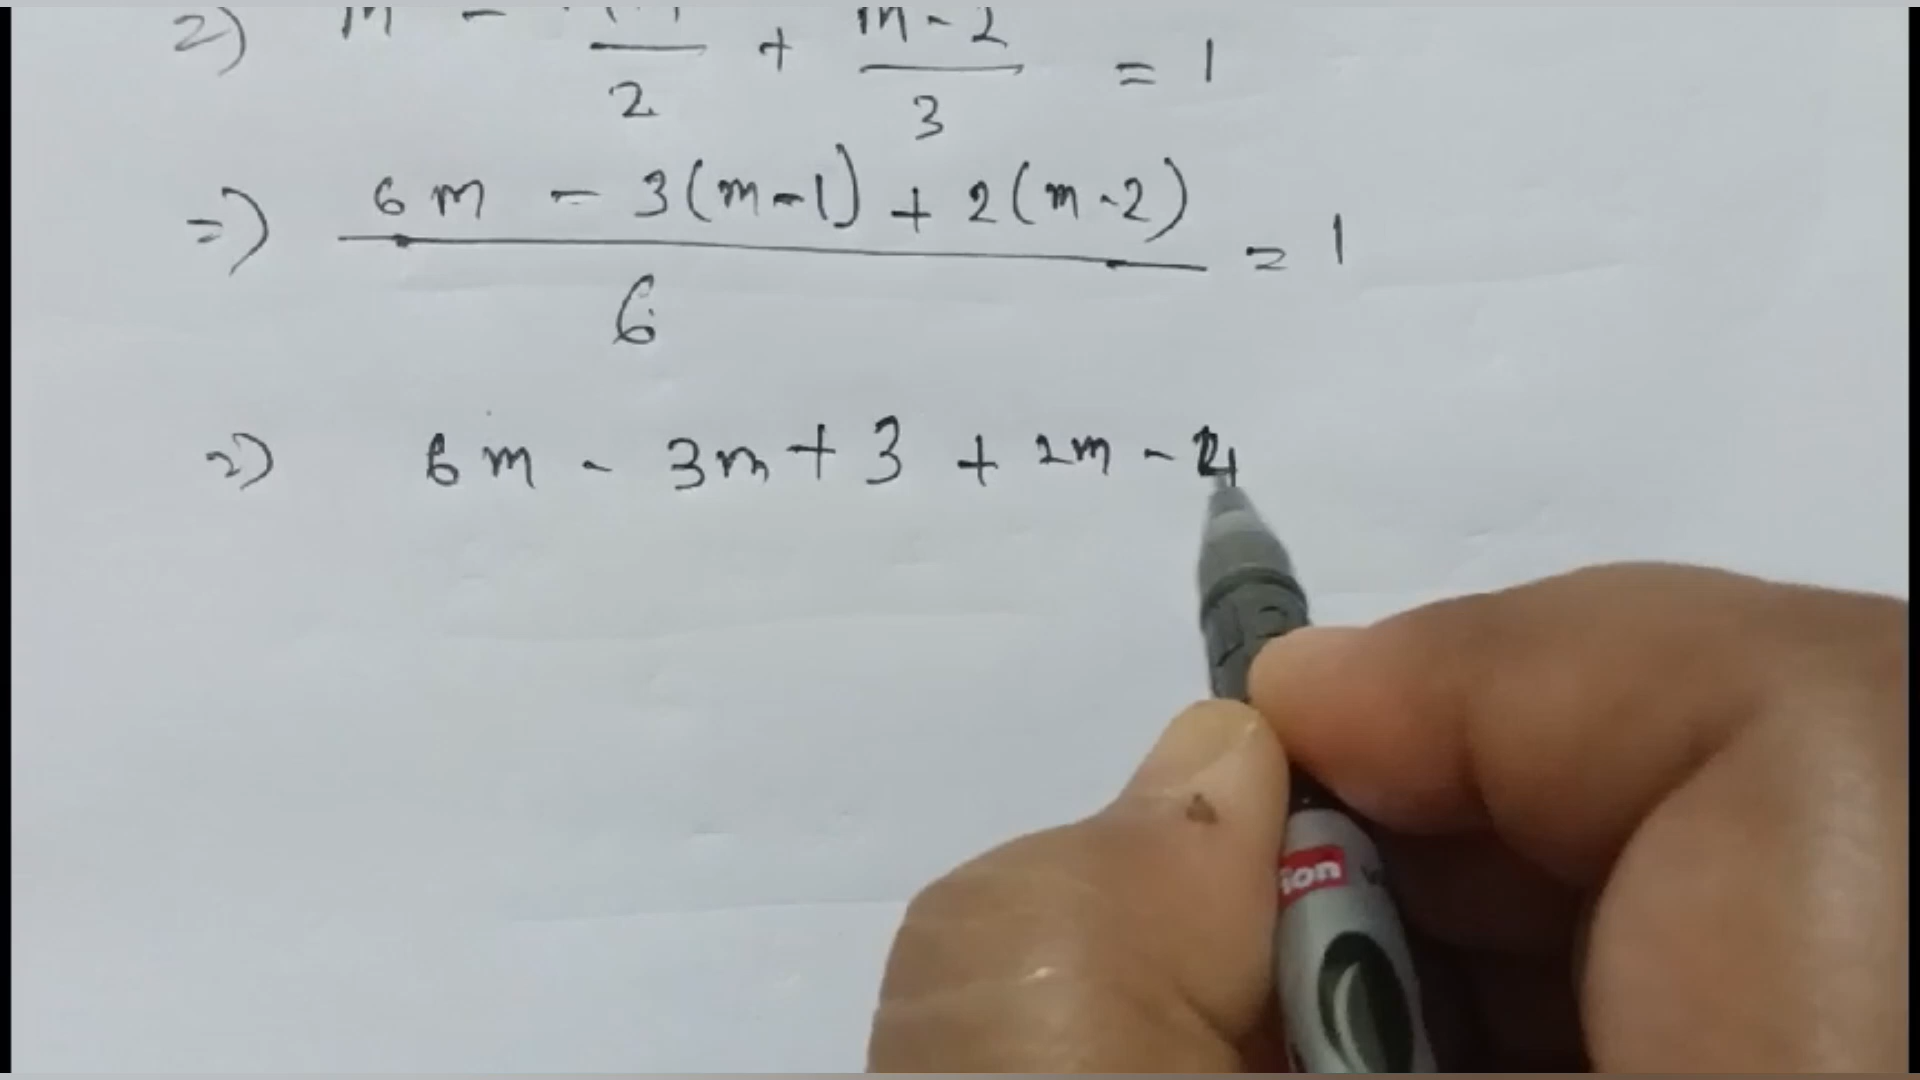 2) m - m-1/2 + m-2/3 = 1
=) 6m - 3(m-1) + 2(m-2) / 6 = 1
=) 6m - 3m + 3 + 2m - 4
ion